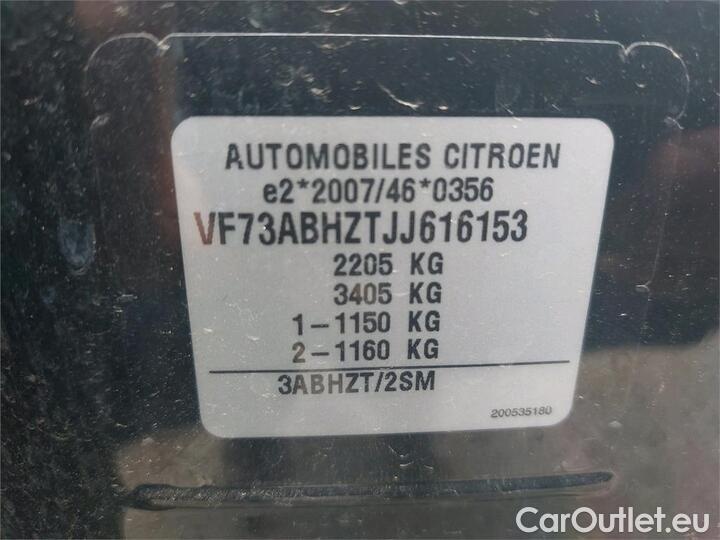 AUTOMOBILES CITROEN
e2*2007/46*0356
VF73ABHZTJJ616153
2205 KG
3405 KG
1-1150 KG
2-1160 KG
3ABHZT/2SM
200535180
CarOutlet.eu